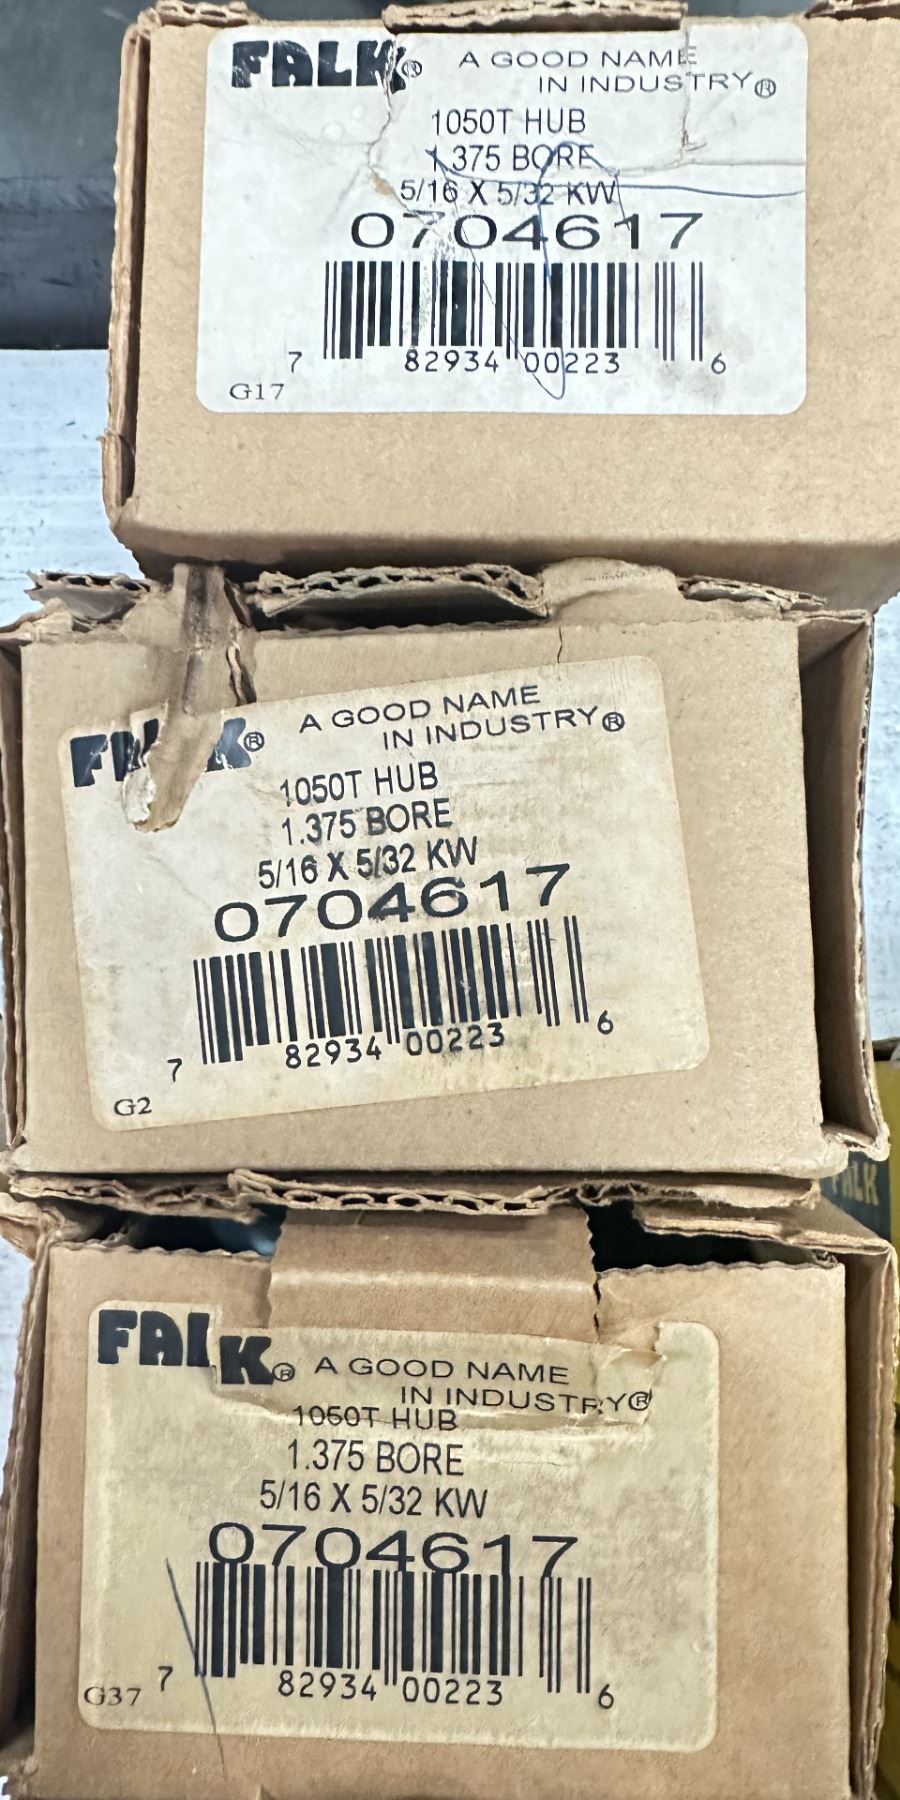 FALK® A GOOD NAME
IN INDUSTRY®
1050T HUB
1.375 BORE
5/16 X 5/32 KW
0704617
7 82934 00223 6
G17
FALK® A GOOD NAME
IN INDUSTRY®
1050T HUB
1.375 BORE
5/16 X 5/32 KW
0704617
7 82934 00223 6
G2
FALK
FALK® A GOOD NAME
IN INDUSTRY®
1050T HUB
1.375 BORE
5/16 X 5/32 KW
0704617
7 82934 00223 6
G37